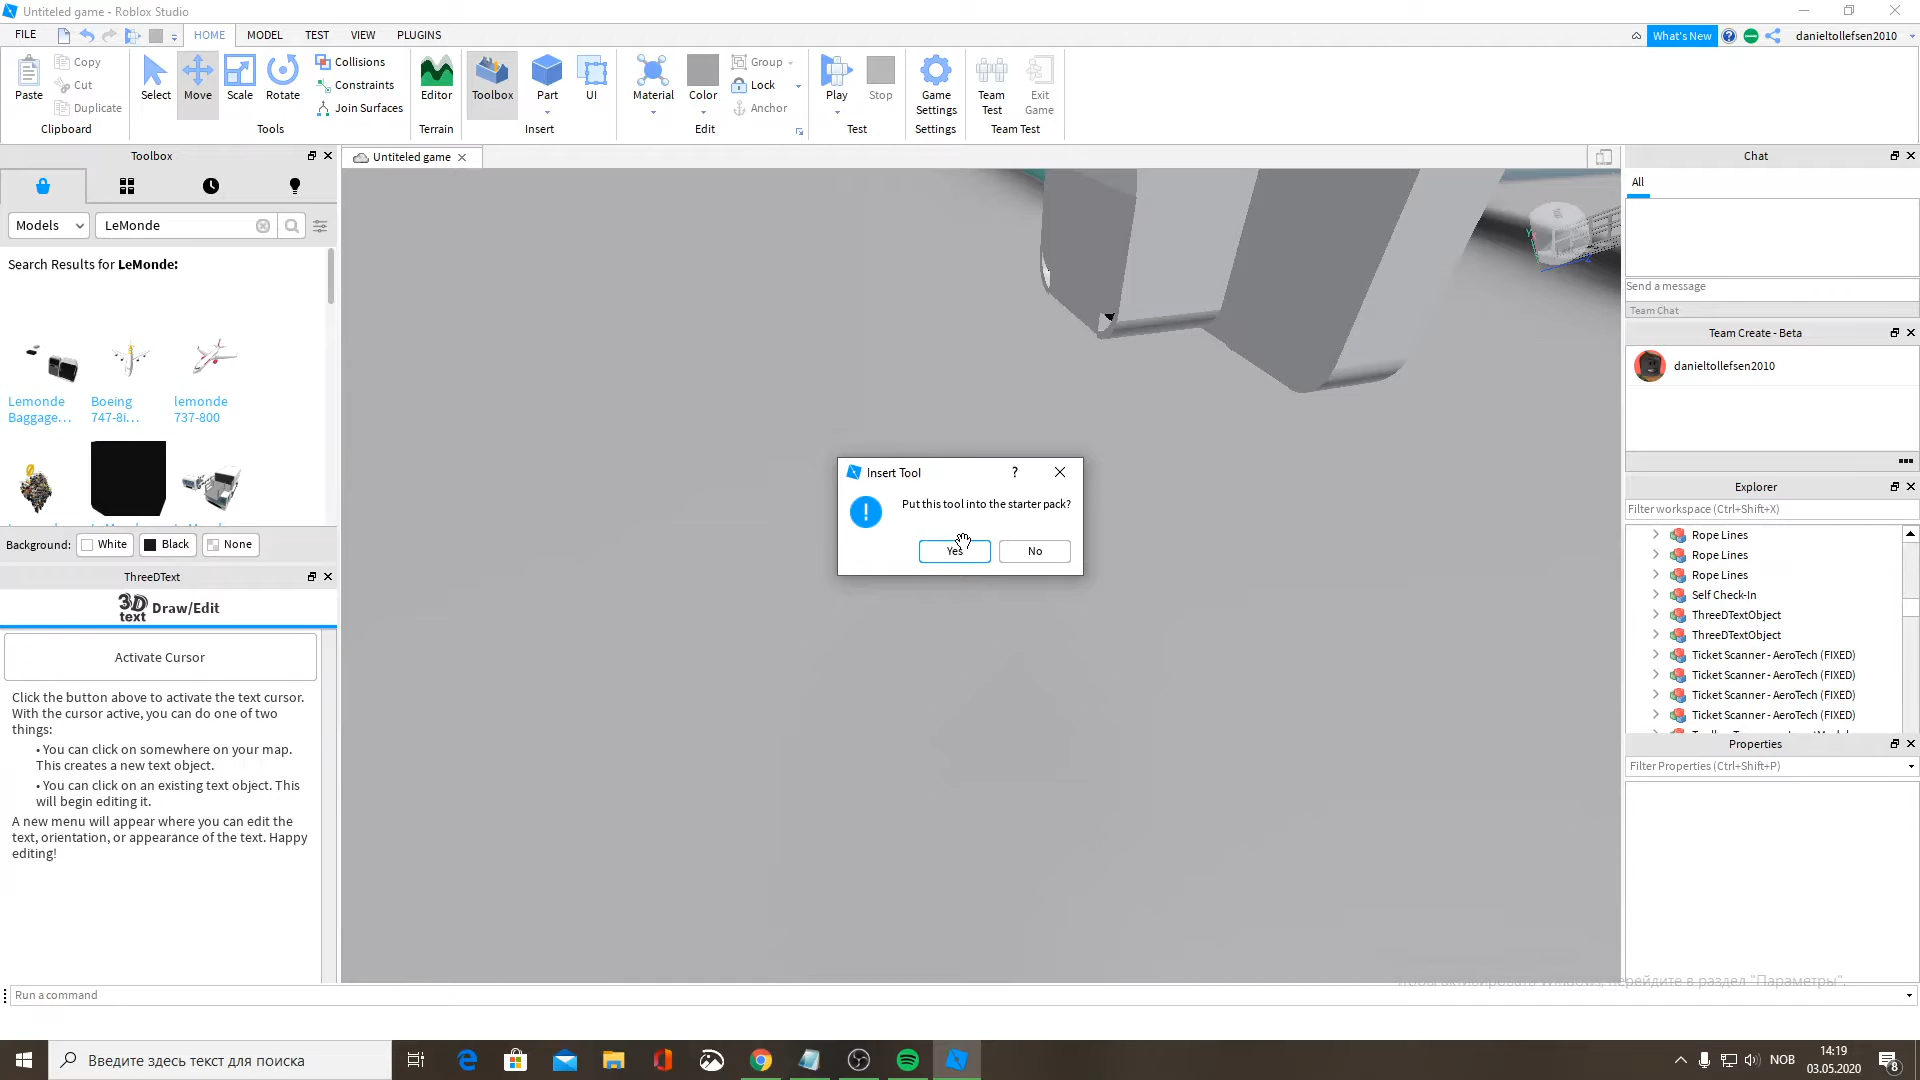 Untiteled game - Roblox Studio
FILE
HOME
MODEL
TEST
VIEW
PLUGINS
What's New
danieltollefsen2010
Paste
Copy
Cut
Duplicate
Clipboard
Select
Move
Scale
Rotate
Collisions
Constraints
Join Surfaces
Tools
Editor
Terrain
Toolbox
Part
UI
Insert
Material
Color
Group
Lock
Anchor
Edit
Play
Stop
Test
Game
Settings
Settings
Team
Test
Exit
Game
Team Test
Toolbox
Models
LeMonde
Search Results for LeMonde:
Lemonde
Baggage...
Boeing
747-8i...
lemonde
737-800
Background:
White
Black
None
ThreeDText
3D
text
Draw/Edit
Activate Cursor
Click the button above to activate the text cursor.
With the cursor active, you can do one of two
things:
• You can click on somewhere on your map.
This creates a new text object.
• You can click on an existing text object. This
will begin editing it.
A new menu will appear where you can edit the
text, orientation, or appearance of the text. Happy
editing!
Untiteled game
Insert Tool
?
Put this tool into the starter pack?
Yes
No
Chat
All
Send a message
Team Chat
Team Create - Beta
danieltollefsen2010
Explorer
Filter workspace (Ctrl+Shift+X)
Rope Lines
Rope Lines
Rope Lines
Self Check-In
ThreeDTextObject
ThreeDTextObject
Ticket Scanner - AeroTech (FIXED)
Ticket Scanner - AeroTech (FIXED)
Ticket Scanner - AeroTech (FIXED)
Ticket Scanner - AeroTech (FIXED)
Properties
Filter Properties (Ctrl+Shift+P)
Чтобы активировать Windows, перейдите в раздел "Параметры".
Run a command
Введите здесь текст для поиска
NOB
14:19
03.05.2020
8